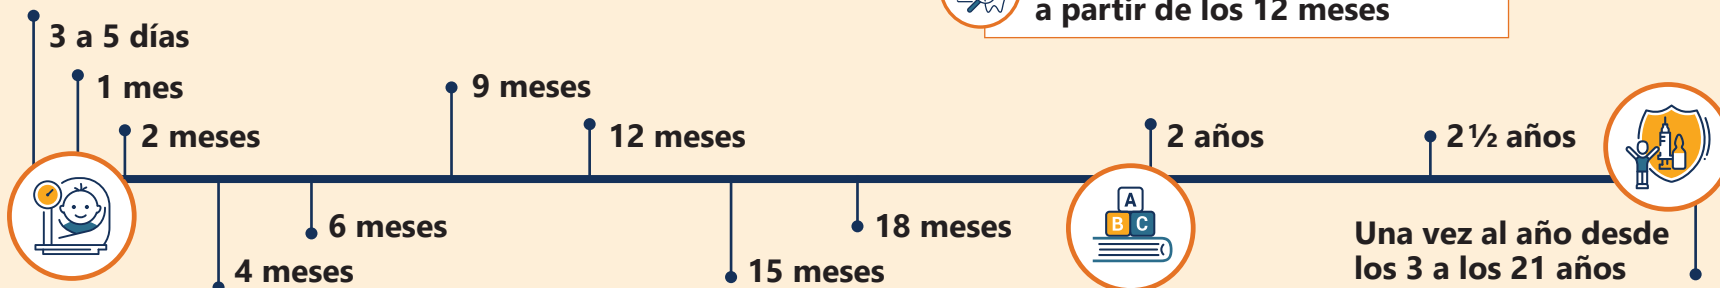 a partir de los 12 meses
3 a 5 días
1 mes
2 meses
4 meses
6 meses
9 meses
12 meses
15 meses
18 meses
2 años
2 ½ años
Una vez al año desde
los 3 a los 21 años
A
B C